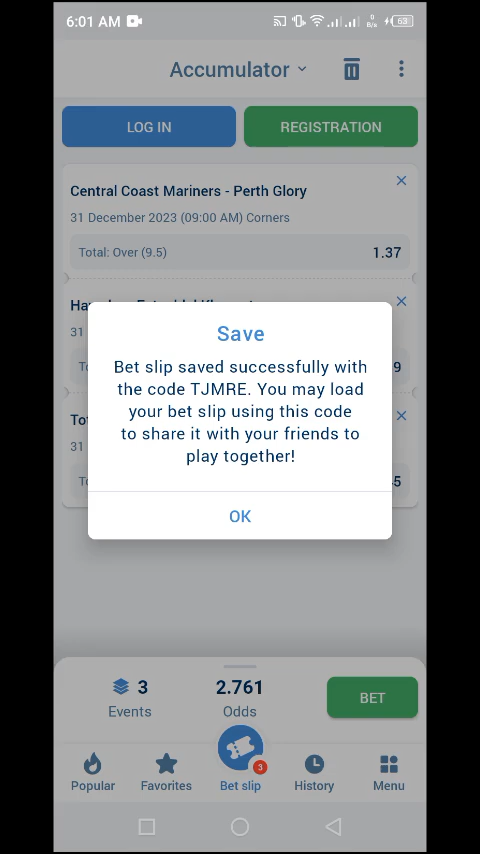 6:01 AM
0 B/s 63
Accumulator
LOG IN REGISTRATION
Central Coast Mariners - Perth Glory
31 December 2023 (09:00 AM) Corners
Total: Over (9.5) 1.37
31
9
31
5
Save
Bet slip saved successfully with
the code TJMRE. You may load
your bet slip using this code
to share it with your friends to
play together!
OK
3 2.761 BET
Events Odds
3
Popular Favorites Bet slip History Menu